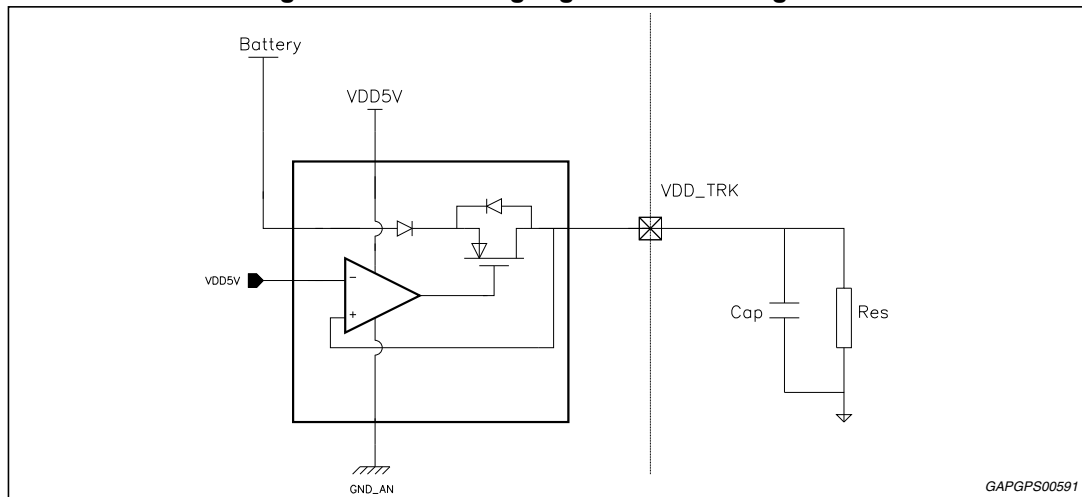 Battery
VDD5V
VDD_TRK
VDD5V
−
+
Cap
Res
GND_AN
GAPGPS00591